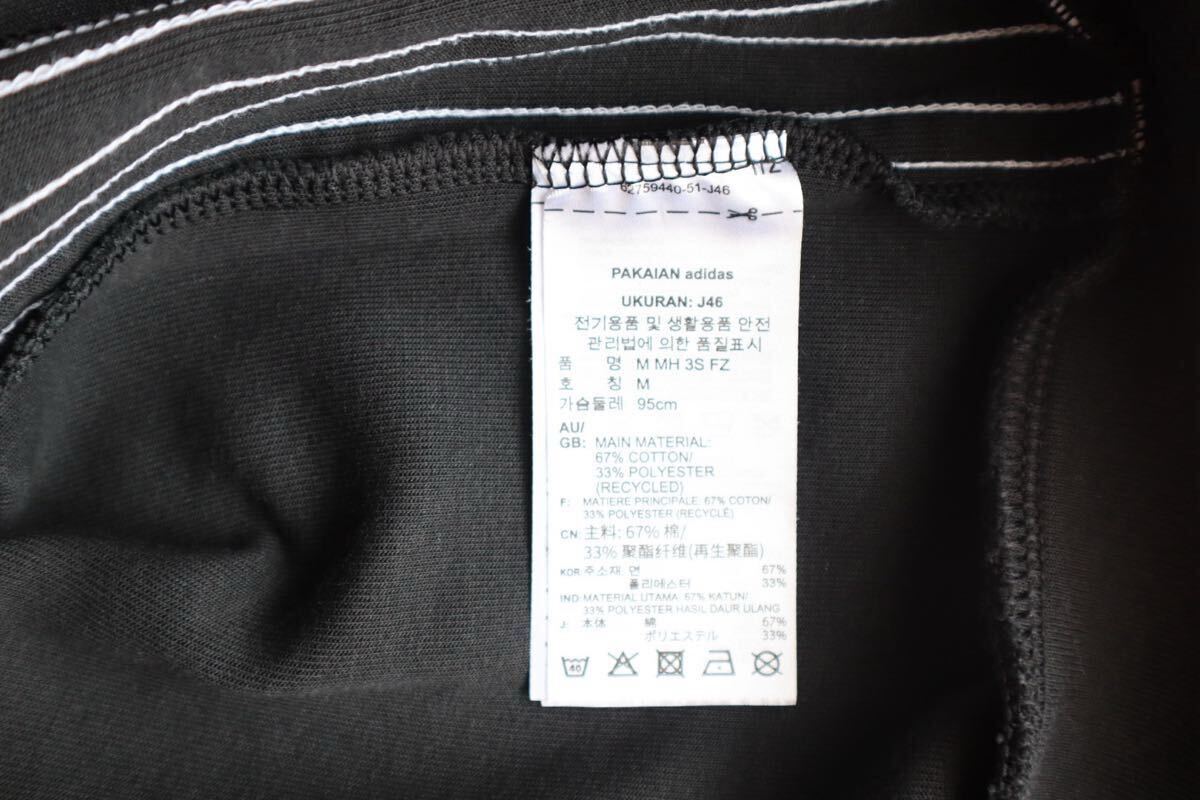 62759440-51-J46
PAKAIAN adidas
UKURAN: J46
전기용품 및 생활용품 안전
관리법에 의한 품질표시
품 명 M MH 3S FZ
호 칭 M
가슴둘레 95cm
AU/
GB: MAIN MATERIAL:
67% COTTON/
33% POLYESTER
(RECYCLED)
F: MATIERE PRINCIPALE: 67% COTON/
33% POLYESTER (RECYCLÉ)
CN: 主料: 67% 棉/
33% 聚酯纤维(再生聚酯)
KOR: 주소재: 면 67%
폴리에스터 33%
IND: MATERIAL UTAMA: 67% KATUN/
33% POLYESTER HASIL DAUR ULANG
J: 本体 綿 67%
ポリエステル 33%
40